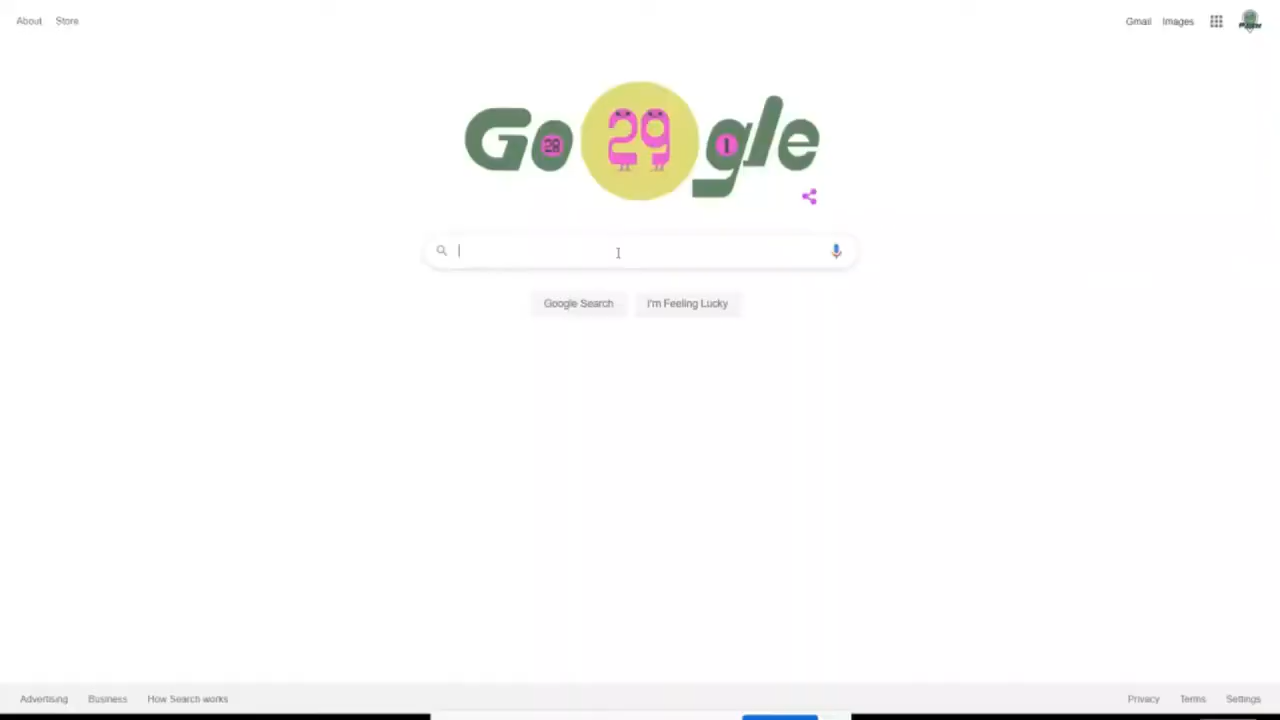 About Store
Gmail Images
Go 28 29 1 gle
Google Search I'm Feeling Lucky
Advertising Business How Search works
Privacy Terms Settings